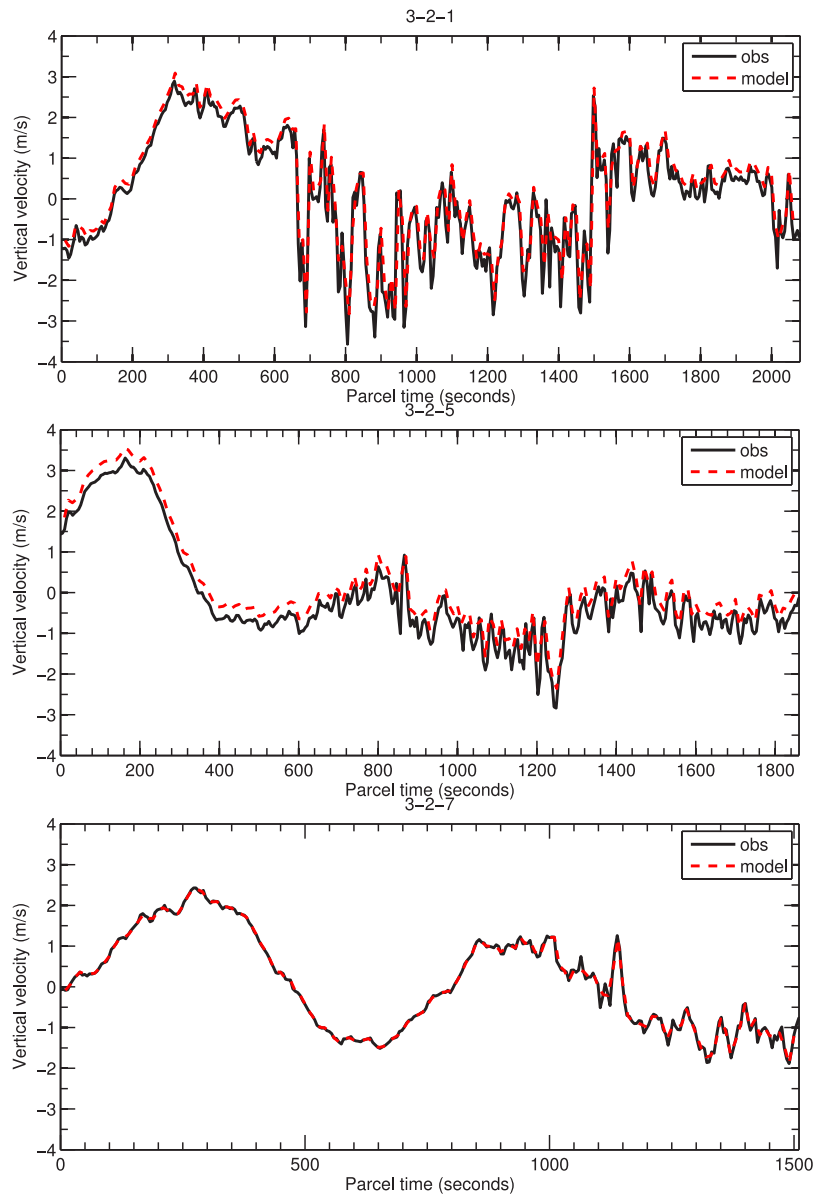 3−2−1
4
3
2
1
0
−1
−2
−3
−4
Vertical velocity (m/s)
obs
model
0 200 400 600 800 1000 1200 1400 1600 1800 2000
Parcel time (seconds)
3−2−5
4
3
2
1
0
−1
−2
−3
−4
Vertical velocity (m/s)
obs
model
0 200 400 600 800 1000 1200 1400 1600 1800
Parcel time (seconds)
3−2−7
4
3
2
1
0
−1
−2
−3
−4
Vertical velocity (m/s)
obs
model
0 500 1000 1500
Parcel time (seconds)